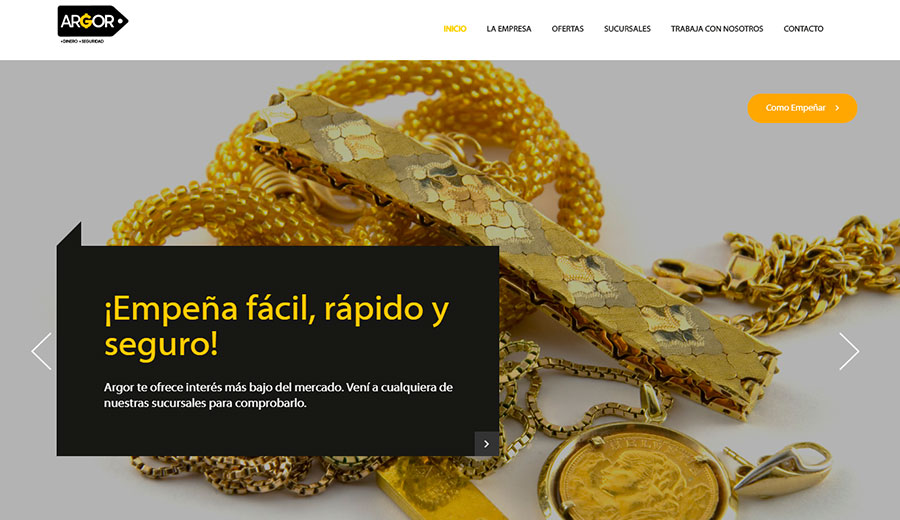 ARGOR
+DINERO +SEGURIDAD
INICIO LA EMPRESA OFERTAS SUCURSALES TRABAJA CON NOSOTROS CONTACTO
Como Empeñar
¡Empeña fácil, rápido y
seguro!
Argor te ofrece interés más bajo del mercado. Vení a cualquiera de
nuestras sucursales para comprobarlo.